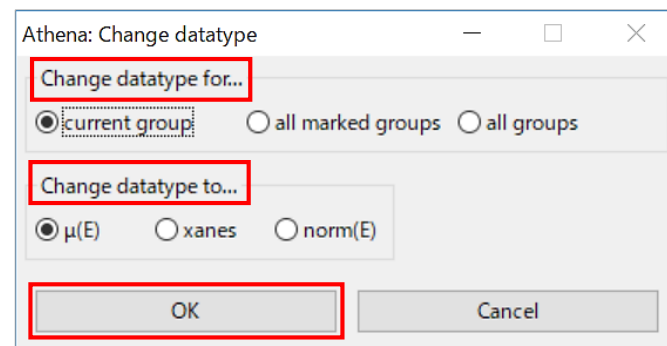 Athena: Change datatype
Change datatype for...
current group all marked groups all groups
Change datatype to...
μ(E) xanes norm(E)
OK Cancel